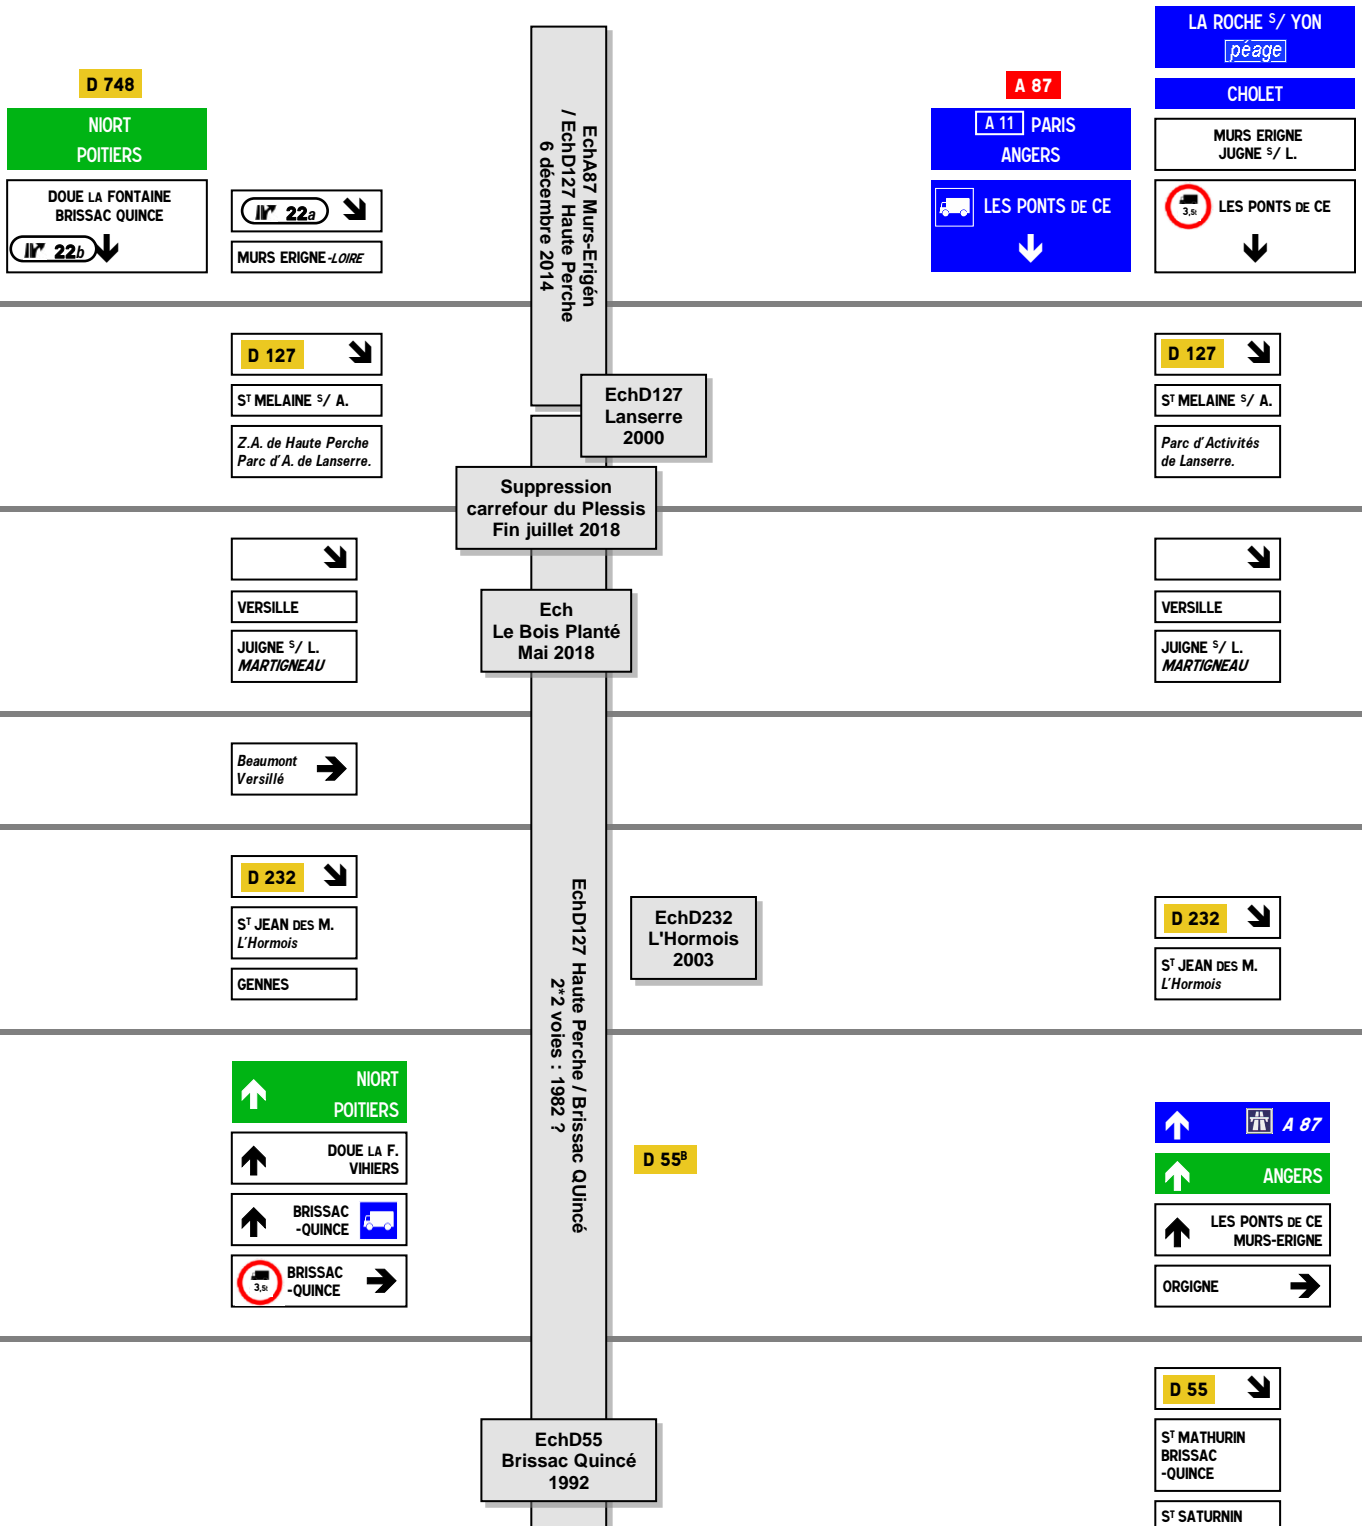 D 748
NIORT
POITIERS
DOUE LA FONTAINE
BRISSAC QUINCE
22b
22a
MURS ERIGNE-LOIRE
EchA87 Murs-Erigén
/ EchD127 Haute Perche
6 décembre 2014
A 87
A 11 PARIS
ANGERS
LES PONTS DE CE
LA ROCHE S/ YON
péage
CHOLET
MURS ERIGNE
JUGNE S/ L.
3,5t
LES PONTS DE CE
D 127
ST MELAINE S/ A.
Z.A. de Haute Perche
Parc d'A. de Lanserre.
EchD127
Lanserre
2000
D 127
ST MELAINE S/ A.
Parc d'Activités
de Lanserre.
Suppression
carrefour du Plessis
Fin juillet 2018
VERSILLE
JUIGNE S/ L.
MARTIGNEAU
Ech
Le Bois Planté
Mai 2018
VERSILLE
JUIGNE S/ L.
MARTIGNEAU
Beaumont
Versillé
D 232
ST JEAN DES M.
L'Hormois
GENNES
EchD127 Haute Perche / Brissac QUincé
2*2 voies : 1982 ?
EchD232
L'Hormois
2003
D 232
ST JEAN DES M.
L'Hormois
NIORT
POITIERS
DOUE LA F.
VIHIERS
BRISSAC
-QUINCE
3,5t
BRISSAC
-QUINCE
D 55B
A 87
ANGERS
LES PONTS DE CE
MURS-ERIGNE
ORGIGNE
EchD55
Brissac Quincé
1992
D 55
ST MATHURIN
BRISSAC
-QUINCE
ST SATURNIN